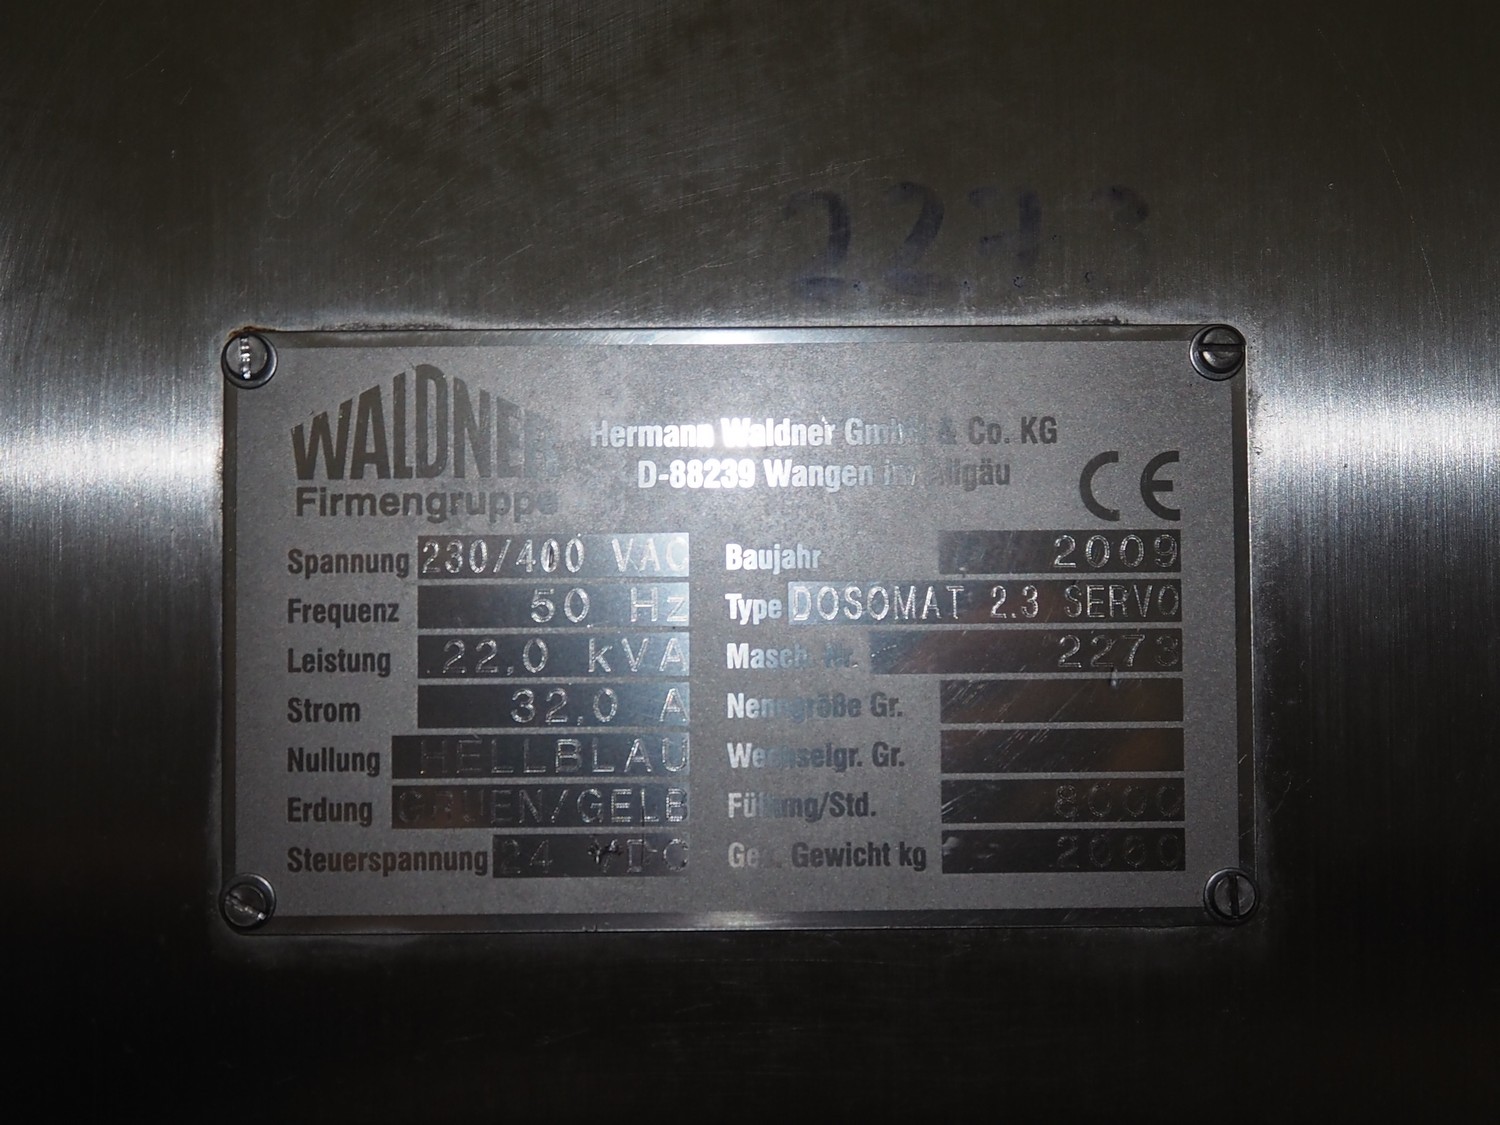 2273
WALDNER
Firmengruppe
Hermann Waldner GmbH & Co. KG
D-88239 Wangen im Allgäu
CE
Spannung 230/400 VAC
Frequenz 50 Hz
Leistung 22,0 kVA
Strom 32,0 A
Nullung HELLBLAU
Erdung GRUEN/GELB
Steuerspannung 24 VDC
Baujahr 2009
Type DOSOMAT 2.3 SERVO
Masch. Nr. 2273
Nenngröße Gr.
Wechselgr. Gr.
Füllung/Std. 8000
Ges. Gewicht kg 2000